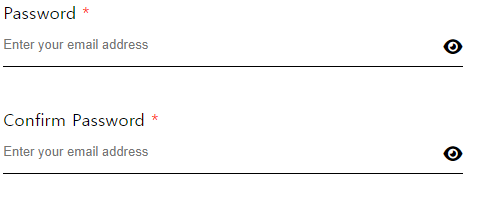 Password *
Enter your email address
Confirm Password *
Enter your email address